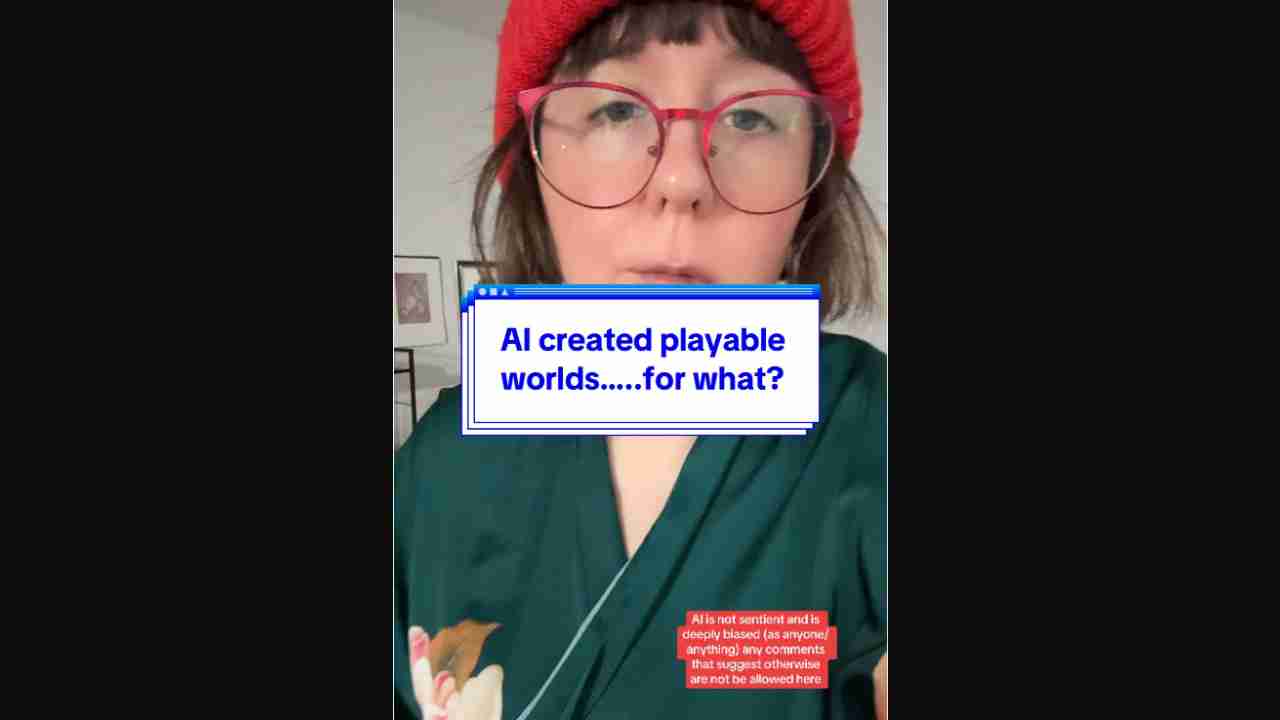 AI created playable
worlds.....for what?
AI is not sentient and is
deeply biased (as anyone/
anything) any comments
that suggest otherwise
are not be allowed here